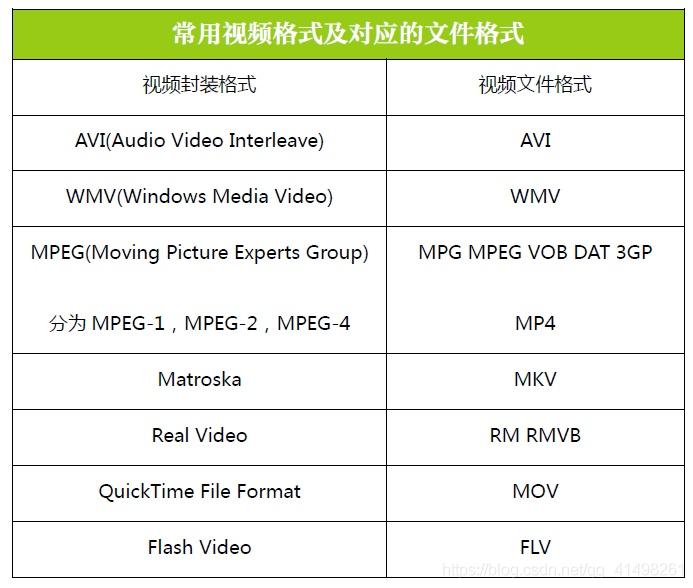 常用视频格式及对应的文件格式
视频封装格式 视频文件格式
AVI(Audio Video Interleave) AVI
WMV(Windows Media Video) WMV
MPEG(Moving Picture Experts Group) MPG MPEG VOB DAT 3GP
分为 MPEG-1，MPEG-2，MPEG-4 MP4
Matroska MKV
Real Video RM RMVB
QuickTime File Format MOV
Flash Video FLV
https://blog.csdn.net/qq_41498261